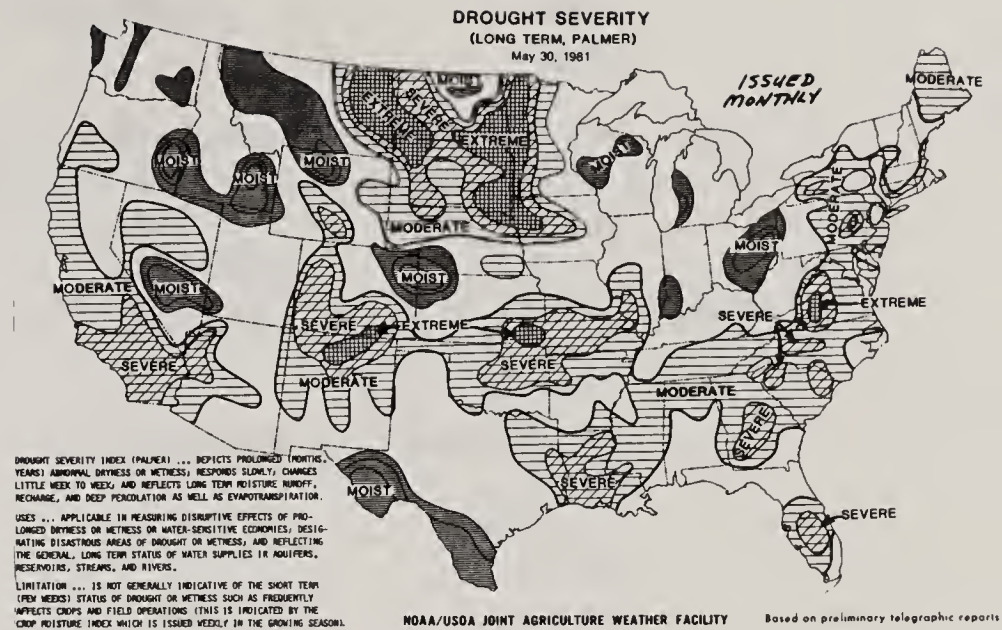 DROUGHT SEVERITY
(LONG TERM, PALMER)
May 30, 1981
ISSUED
MONTHLY
MODERATE
MOIST
SEVERE
EXTREME
EXTREME
MOIST
MOIST
MOIST
MOIST
MODERATE
MODERATE
MOIST
MOIST
MOIST
MODERATE
SEVERE
EXTREME
SEVERE
EXTREME
SEVERE
SEVERE
MODERATE
MODERATE
SEVERE
SEVERE
MOIST
SEVERE
DROUGHT SEVERITY INDEX (PALMER) ... DEPICTS PROLONGED (MONTHS,
YEARS) ABNORMAL DRYNESS OR WETNESS; RESPONDS SLOWLY; CHANGES
LITTLE WEEK TO WEEK; AND REFLECTS LONG TERM MOISTURE RUNOFF,
RECHARGE, AND DEEP PERCOLATION AS WELL AS EVAPOTRANSPIRATION.
USES ... APPLICABLE IN MEASURING DISRUPTIVE EFFECTS OF PRO-
LONGED DRYNESS OR WETNESS OR WATER-SENSITIVE ECONOMIES; DESIG-
NATING DISASTROUS AREAS OF DROUGHT OR WETNESS; AND REFLECTING
THE GENERAL, LONG TERM STATUS OF WATER SUPPLIES IN AQUIFERS,
RESERVOIRS, STREAMS, AND RIVERS.
LIMITATION ... IS NOT GENERALLY INDICATIVE OF THE SHORT TERM
(FEW WEEKS) STATUS OF DROUGHT OR WETNESS SUCH AS FREQUENTLY
AFFECTS CROPS AND FIELD OPERATIONS (THIS IS INDICATED BY THE
CROP MOISTURE INDEX WHICH IS ISSUED WEEKLY IN THE GROWING SEASON).
NOAA/USDA JOINT AGRICULTURE WEATHER FACILITY
Based on preliminary telegraphic reports